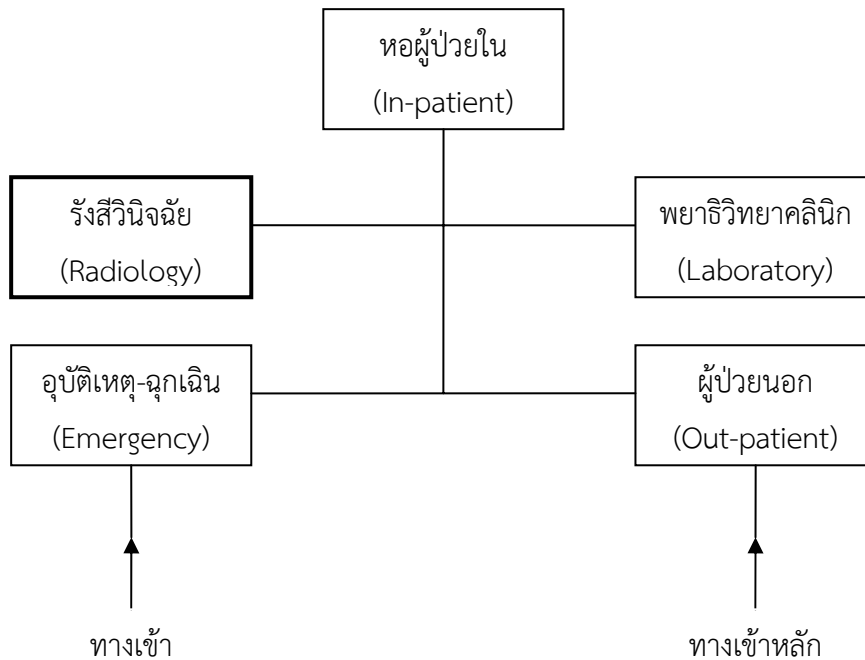 หอผู้ป่วยใน
(In-patient)
รังสีวินิจฉัย
(Radiology)
พยาธิวิทยาคลินิก
(Laboratory)
อุบัติเหตุ-ฉุกเฉิน
(Emergency)
ผู้ป่วยนอก
(Out-patient)
ทางเข้า
ทางเข้าหลัก